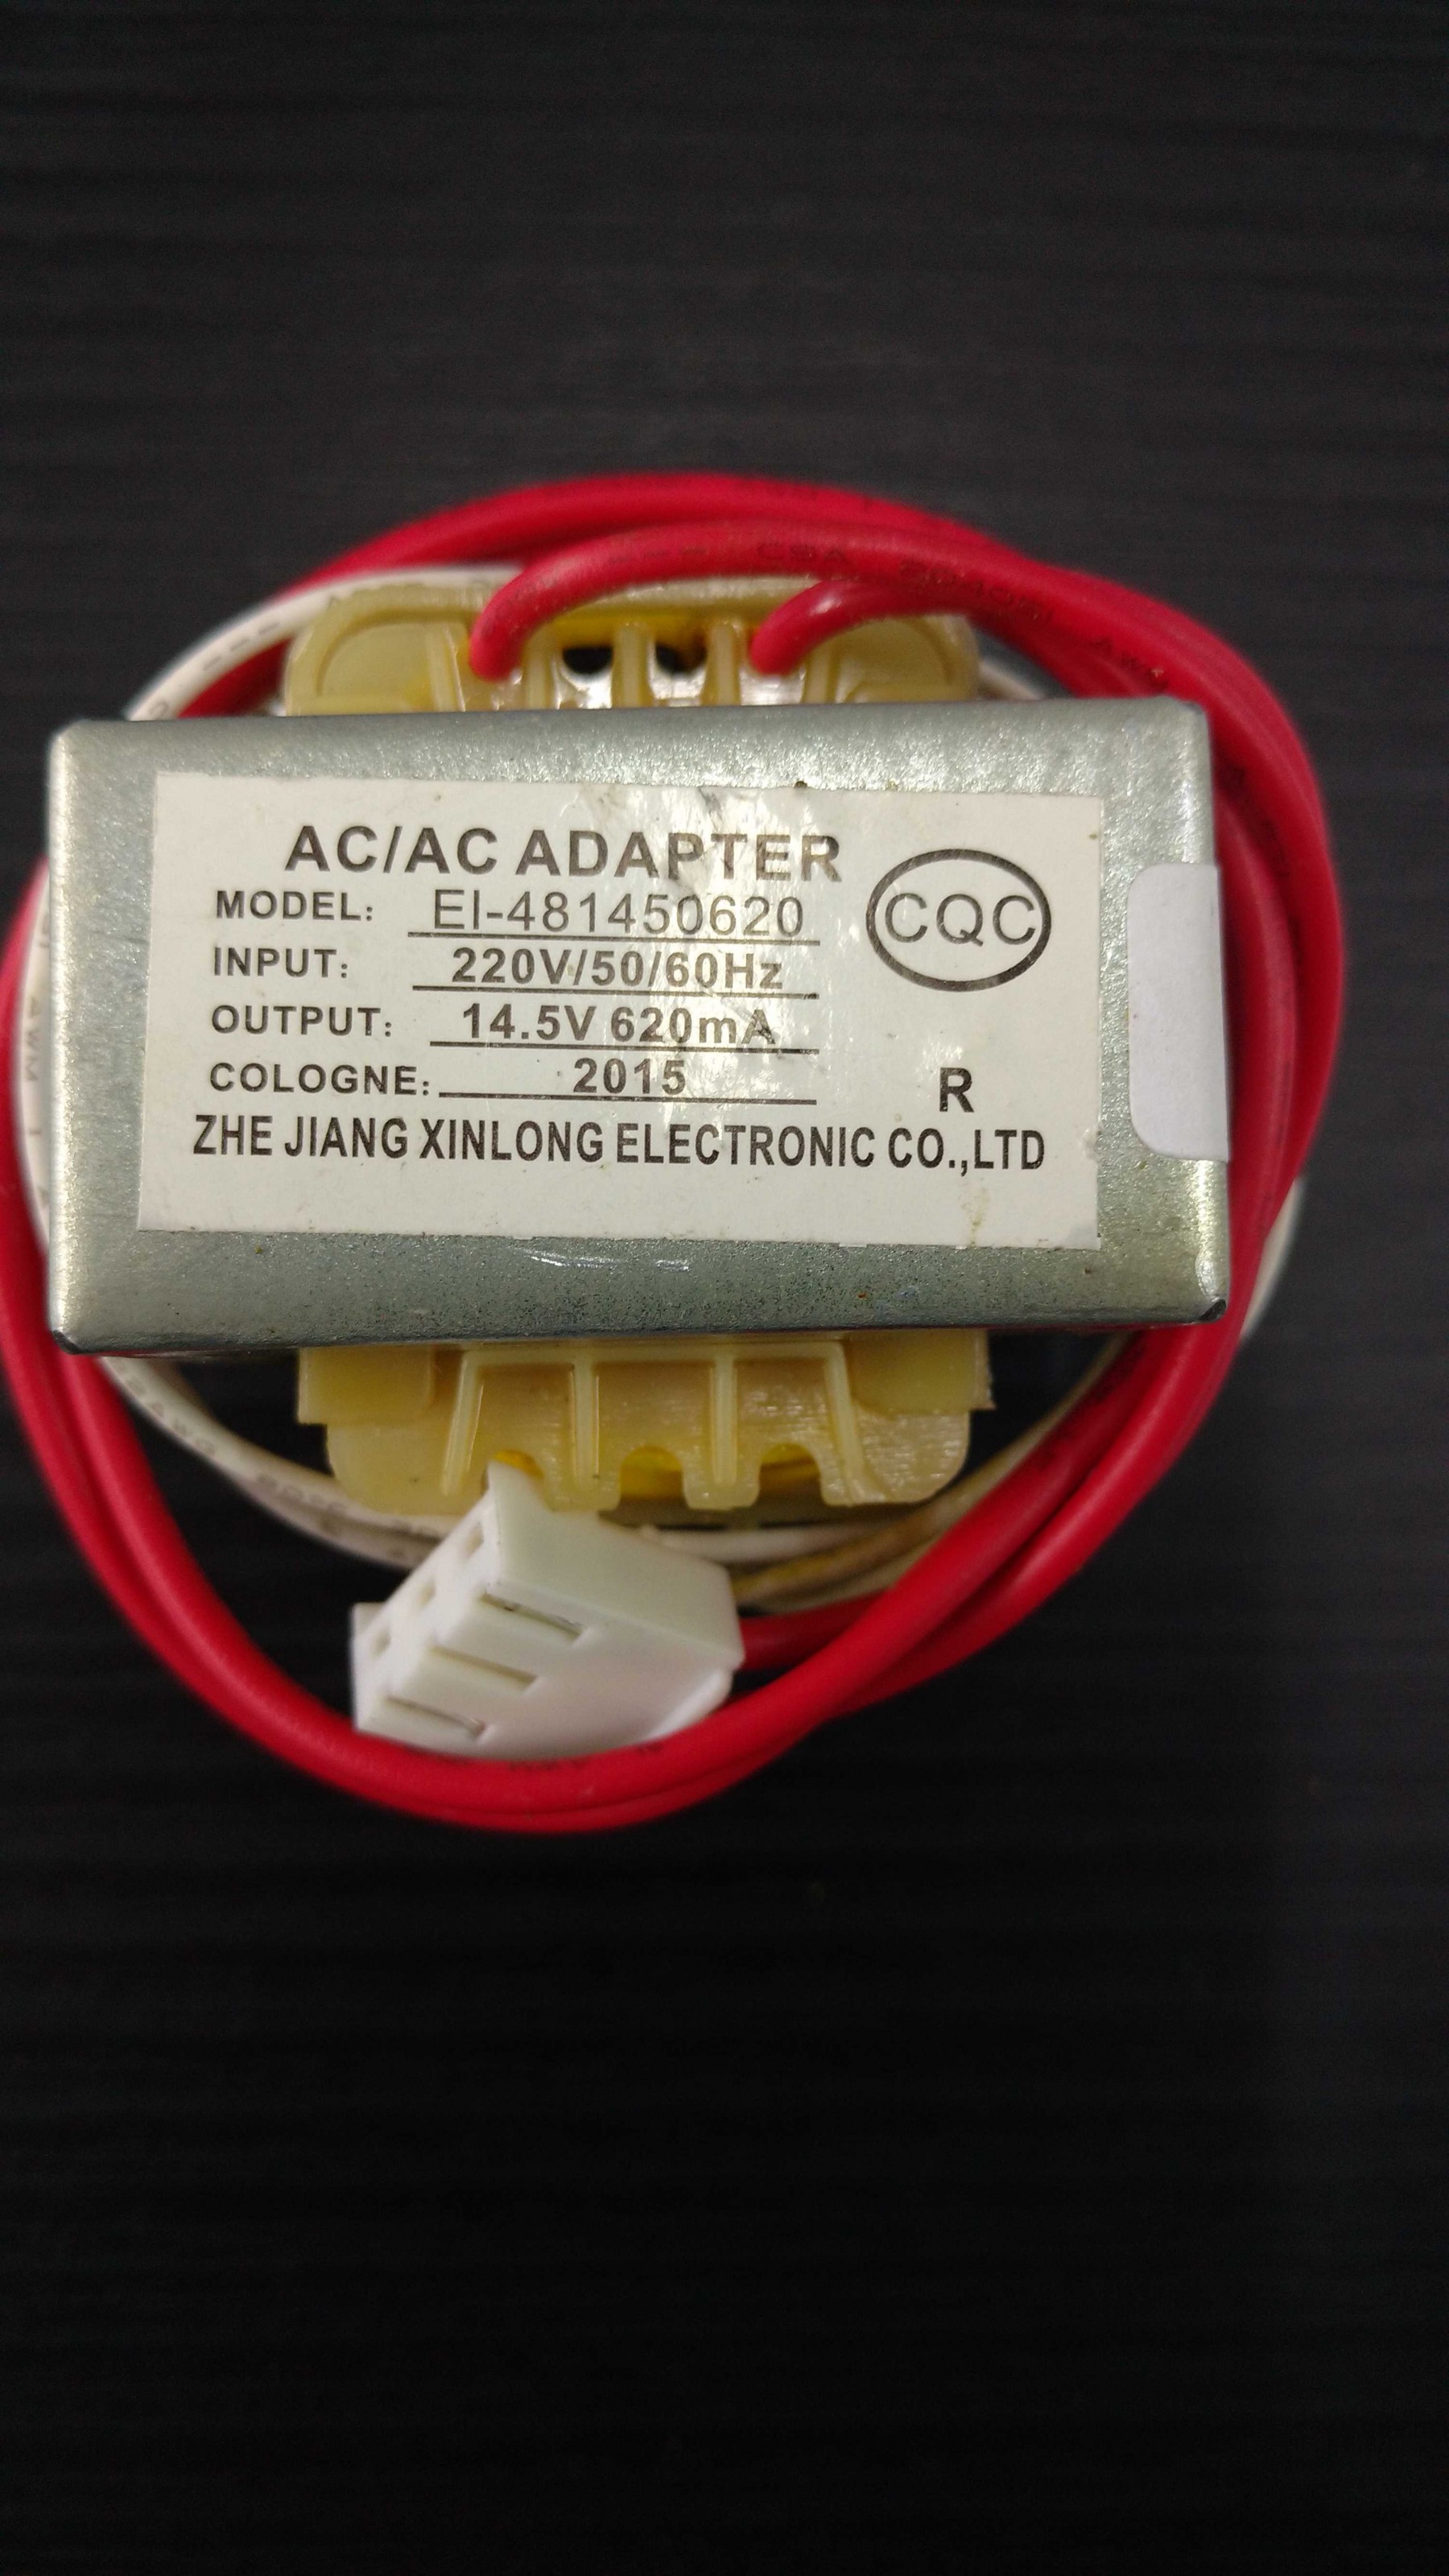 CSA
AC/AC ADAPTER
MODEL: EI-481450620
CQC
INPUT: 220V/50/60Hz
OUTPUT: 14.5V 620mA
COLOGNE: 2015
R
ZHE JIANG XINLONG ELECTRONIC CO.,LTD